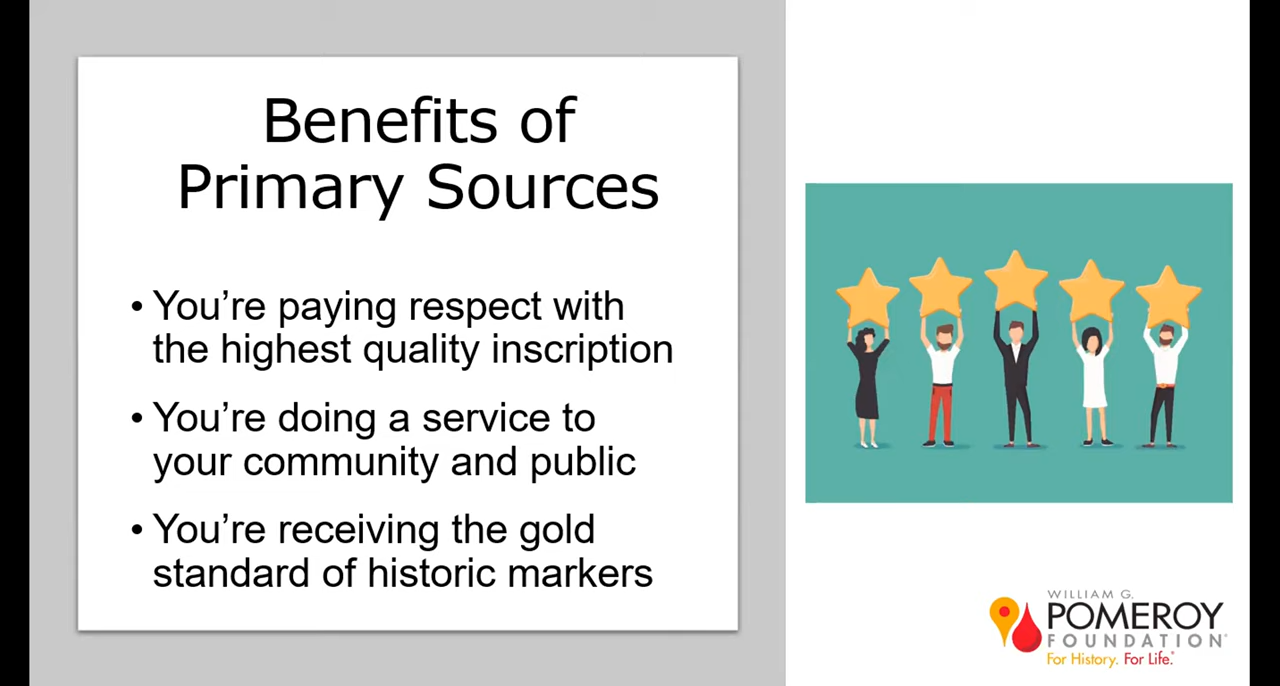 Benefits of
Primary Sources
• You're paying respect with
the highest quality inscription
• You're doing a service to
your community and public
• You're receiving the gold
standard of historic markers
WILLIAM G.
POMEROY
FOUNDATION®
For History. For Life.®